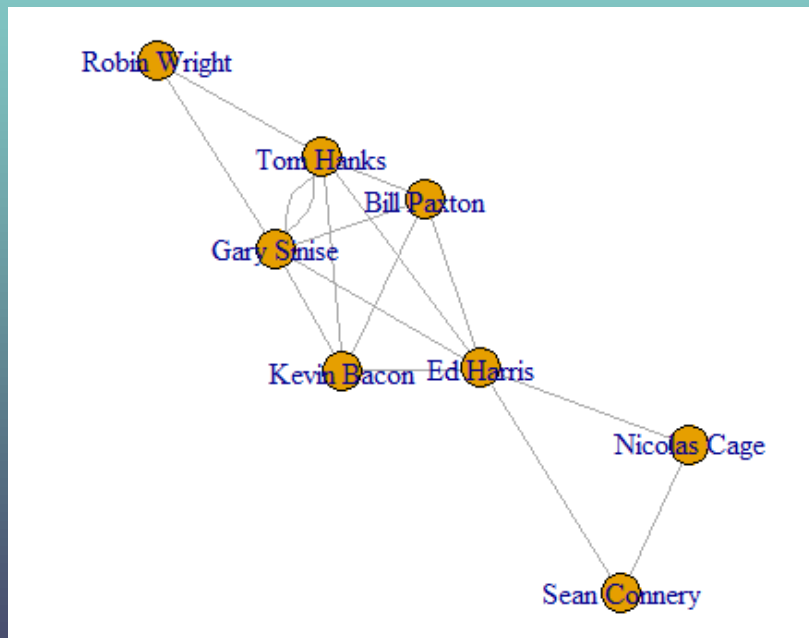 Robin Wright
Tom Hanks
Bill Paxton
Gary Sinise
Kevin Bacon
Ed Harris
Nicolas Cage
Sean Connery